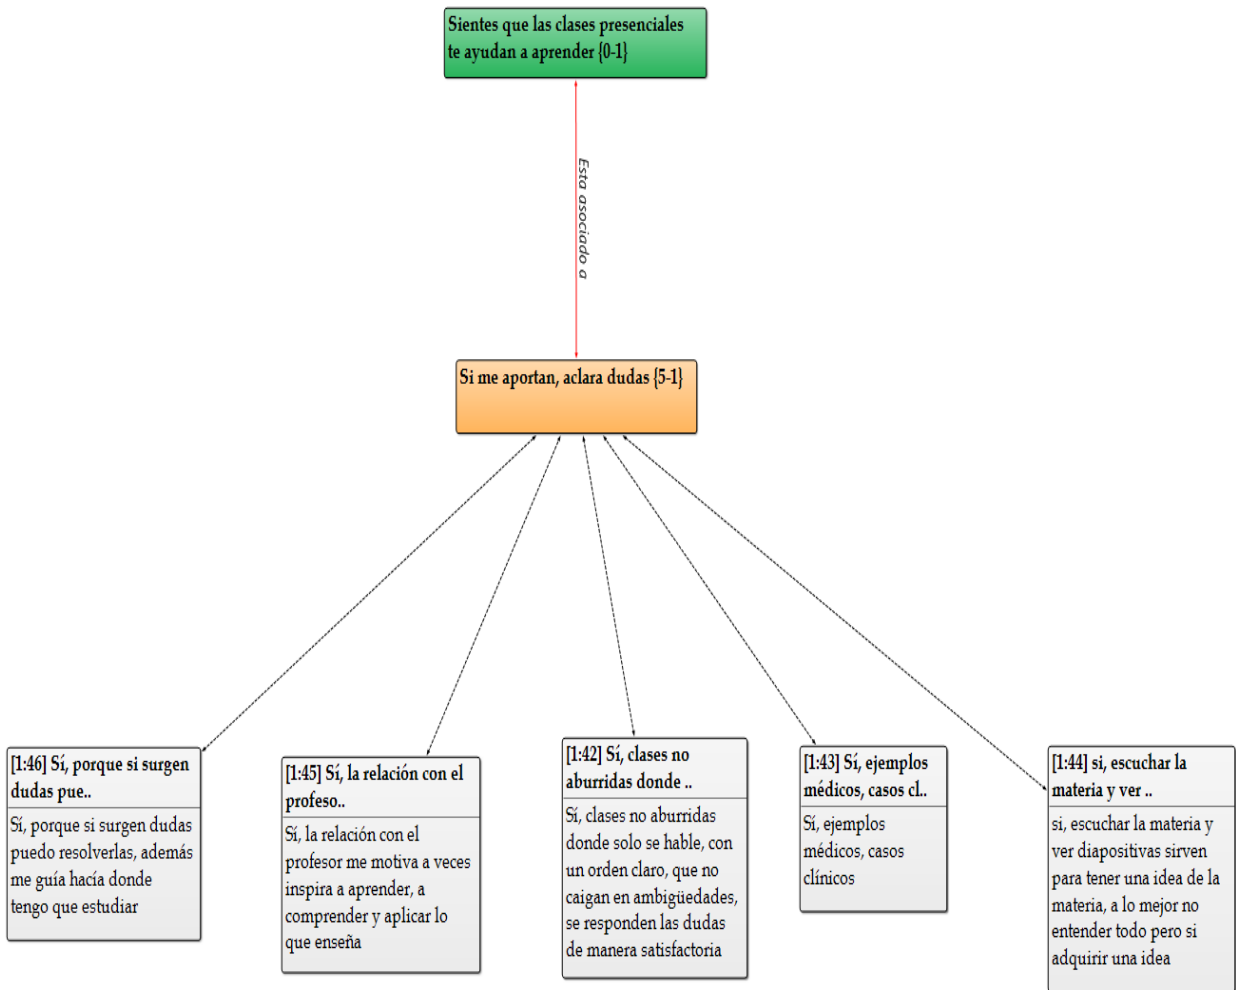 Sientes que las clases presenciales
te ayudan a aprender {0-1}
Esta asociado a
Si me aportan, aclara dudas {5-1}
[1:46] Sí, porque si surgen
dudas pue..
Sí, porque si surgen dudas
puedo resolverlas, además
me guía hacía donde
tengo que estudiar
[1:45] Sí, la relación con el
profeso..
Sí, la relación con el
profesor me motiva a veces
inspira a aprender, a
comprender y aplicar lo
que enseña
[1:42] Sí, clases no
aburridas donde ..
Sí, clases no aburridas
donde solo se hable, con
un orden claro, que no
caigan en ambigüedades,
se responden las dudas
de manera satisfactoria
[1:43] Sí, ejemplos
médicos, casos cl..
Sí, ejemplos
médicos, casos
clínicos
[1:44] si, escuchar la
materia y ver ..
si, escuchar la materia y
ver diapositivas sirven
para tener una idea de la
materia, a lo mejor no
entender todo pero si
adquirir una idea